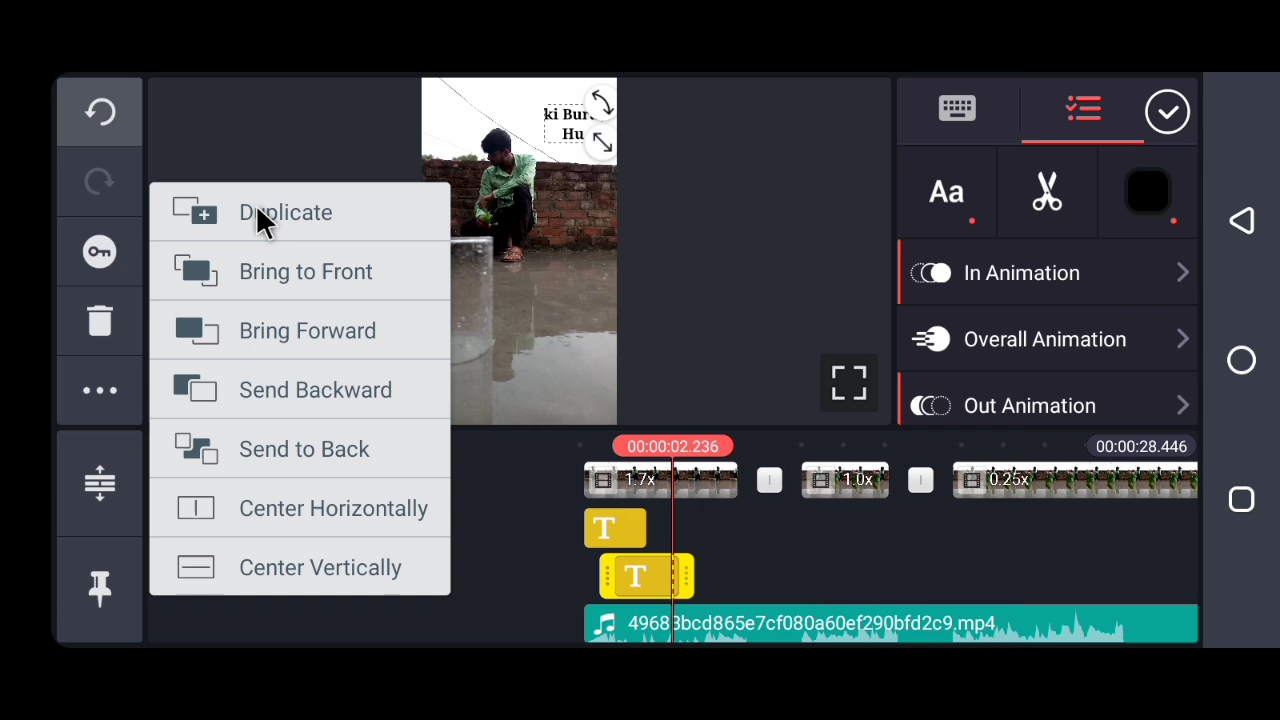 ki Bur
Hu
Duplicate
Bring to Front
Bring Forward
Send Backward
Send to Back
Center Horizontally
Center Vertically
Aa
In Animation
Overall Animation
Out Animation
00:00:02.236
00:00:28.446
1.7x
1.0x
0.25x
T
T
49683bcd865e7cf080a60ef290bfd2c9.mp4